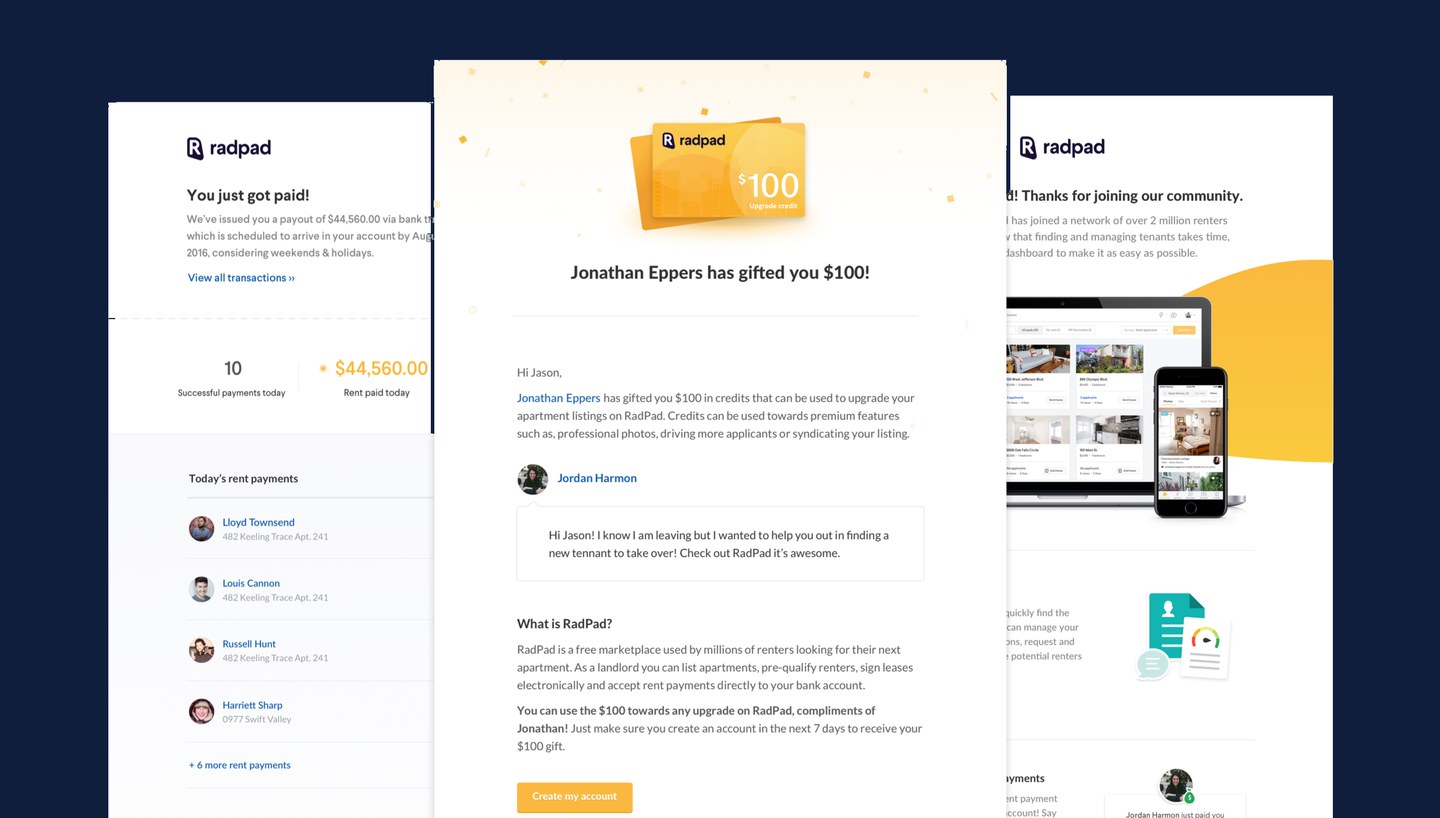 radpad
You just got paid!
We've issued you a payout of $44,560.00 via bank
which is scheduled to arrive in your account by
2016, considering weekends & holidays.
View all transactions ››
10
Successful payments today
$44,560.00
Rent paid today
Today's rent payments
Lloyd Townsend
482 Keeling Trace Apt. 241
Louis Cannon
482 Keeling Trace Apt. 241
Russell Hunt
482 Keeling Trace Apt. 241
Harriett Sharp
0977 Swift Valley
+ 6 more rent payments
radpad
$100
Upgrade credit
Jonathan Eppers has gifted you $100!
Hi Jason,
Jonathan Eppers has gifted you $100 in credits that can be used to upgrade your
apartment listings on RadPad. Credits can be used towards premium features
such as, professional photos, driving more applicants or syndicating your listing.
Jordan Harmon
Hi Jason! I know I am leaving but I wanted to help you out in finding a
new tennant to take over! Check out RadPad it's awesome.
What is RadPad?
RadPad is a free marketplace used by millions of renters looking for their next
apartment. As a landlord you can list apartments, pre-qualify renters, sign leases
electronically and accept rent payments directly to your bank account.
You can use the $100 towards any upgrade on RadPad, compliments of
Jonathan! Just make sure you create an account in the next 7 days to receive your
$100 gift.
Create my account
radpad
d! Thanks for joining our community.
has joined a network of over 2 million renters
that finding and managing tenants takes time,
dashboard to make it as easy as possible.
quickly find the
can manage your
ons, request and
potential renters
yments
ent payment
account! Say
Jordan Harmon just paid you